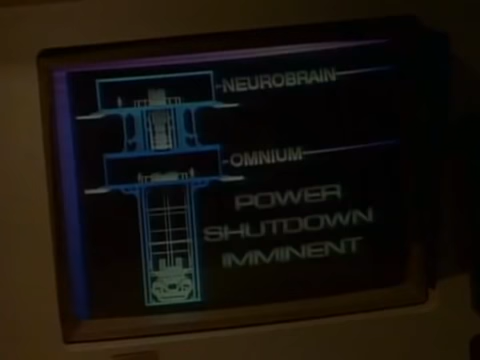 NEUROBRAIN
OMNIUM
POWER
SHUTDOWN
IMMINENT